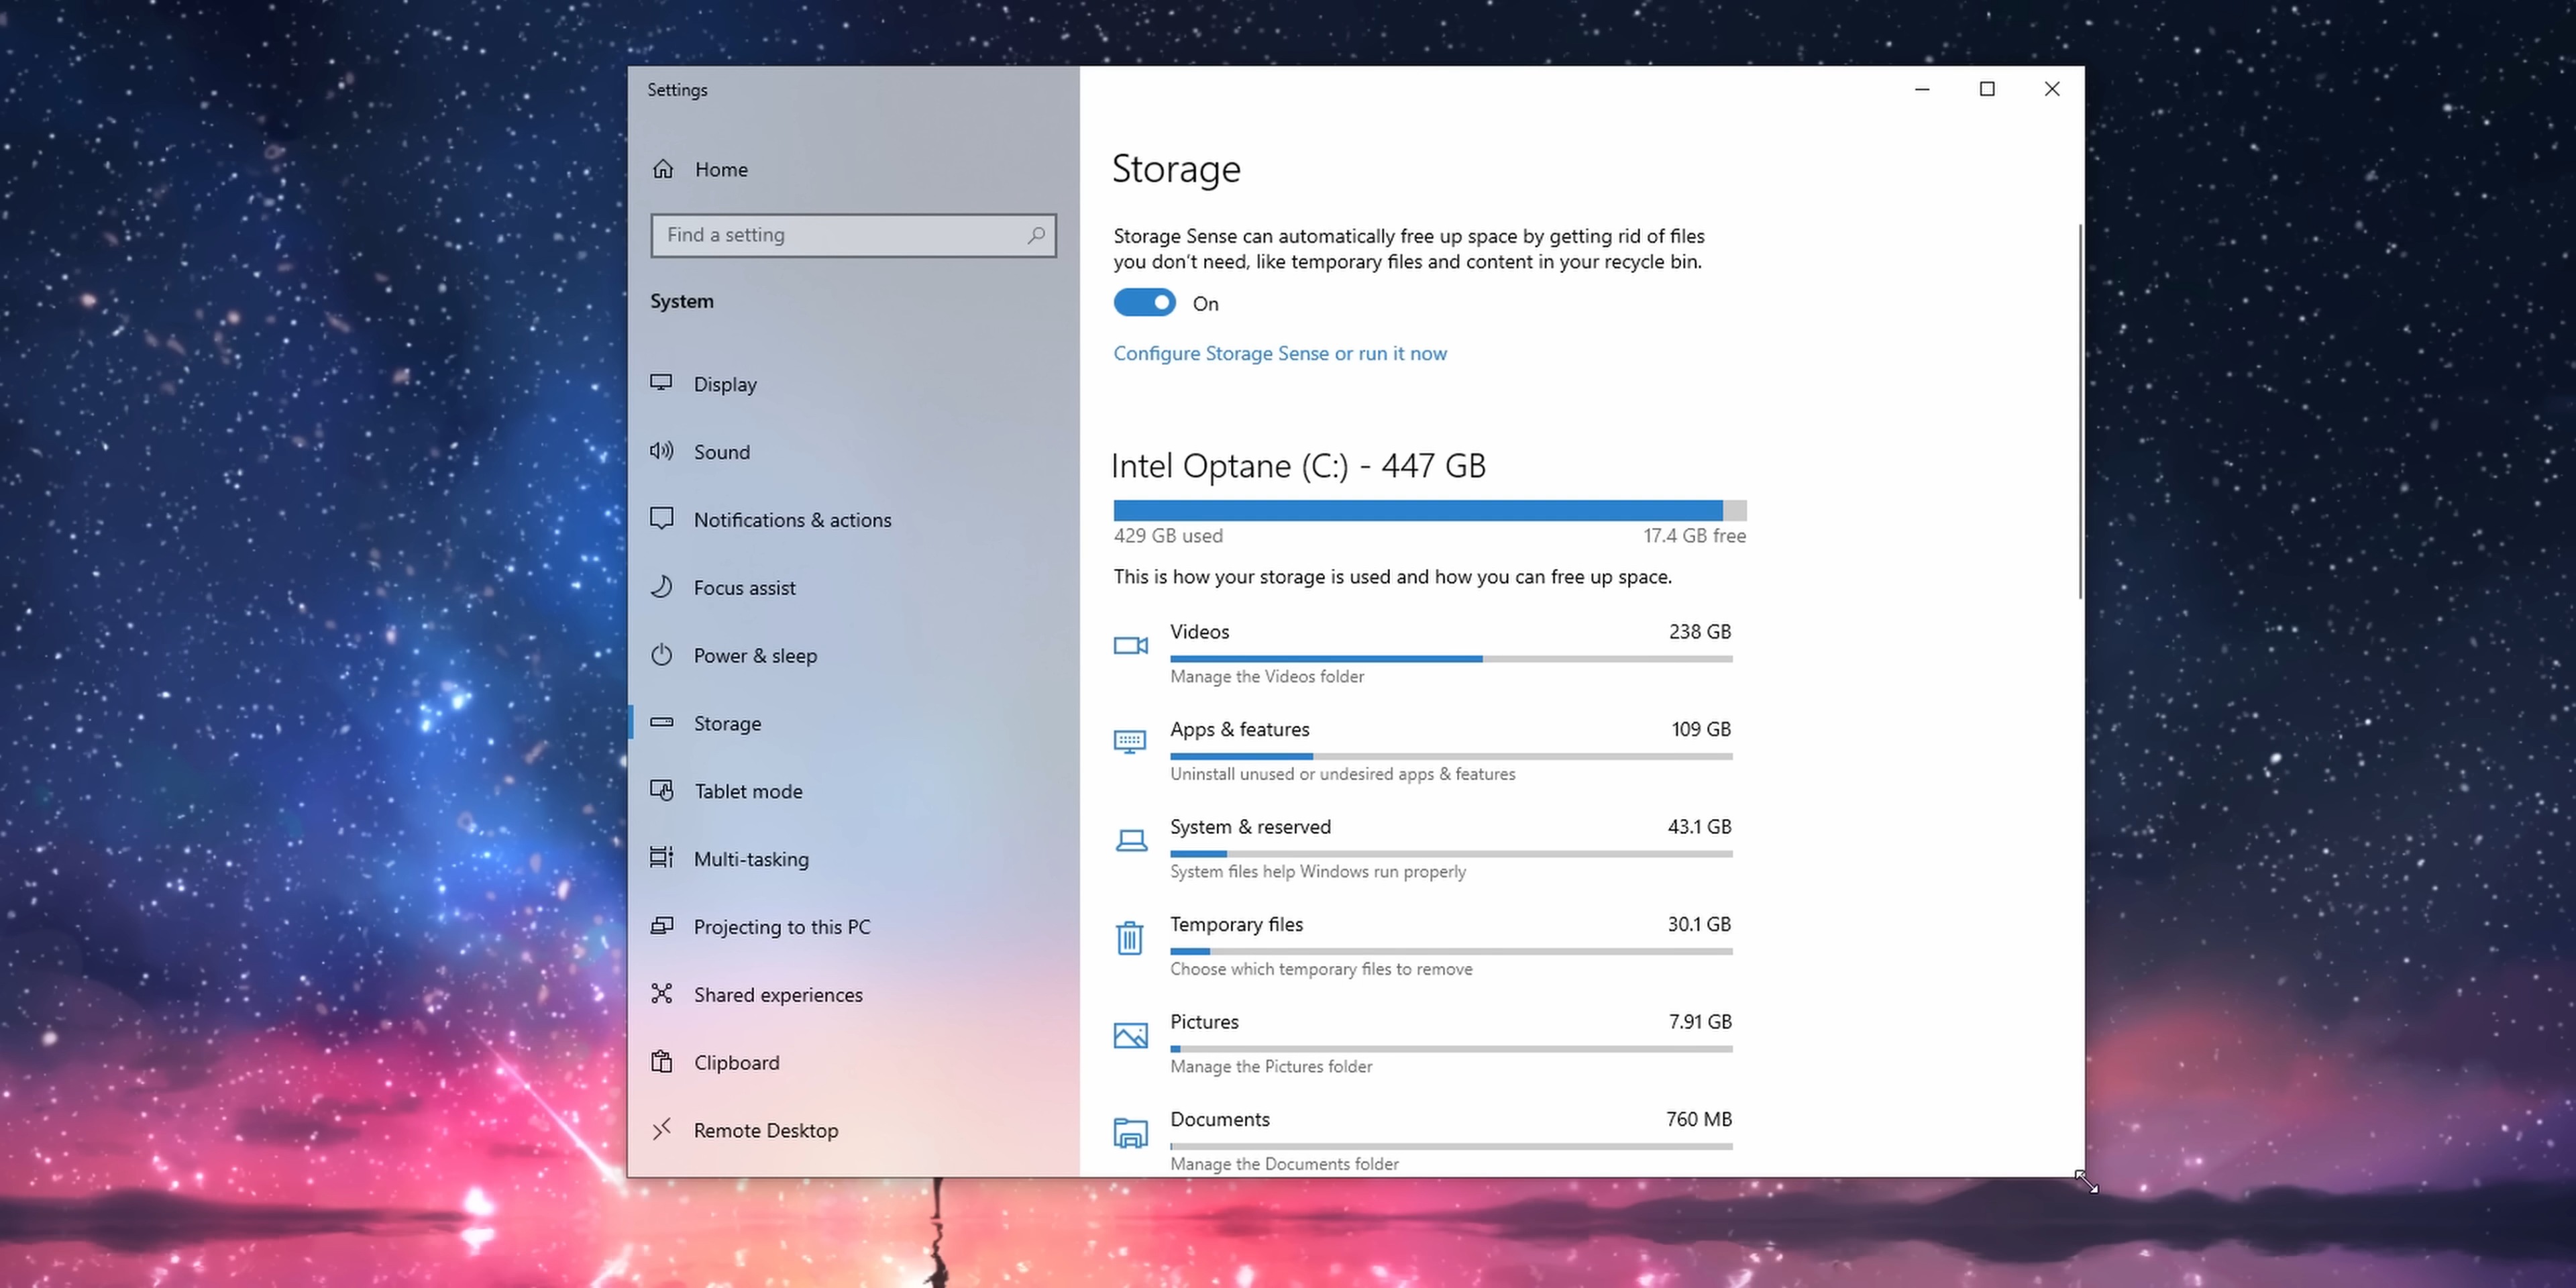 Settings
Home
Find a setting
System
Display
Sound
Notifications & actions
Focus assist
Power & sleep
Storage
Tablet mode
Multi-tasking
Projecting to this PC
Shared experiences
Clipboard
Remote Desktop
Storage
Storage Sense can automatically free up space by getting rid of files
you don't need, like temporary files and content in your recycle bin.
On
Configure Storage Sense or run it now
Intel Optane (C:) - 447 GB
429 GB used 17.4 GB free
This is how your storage is used and how you can free up space.
Videos 238 GB
Manage the Videos folder
Apps & features 109 GB
Uninstall unused or undesired apps & features
System & reserved 43.1 GB
System files help Windows run properly
Temporary files 30.1 GB
Choose which temporary files to remove
Pictures 7.91 GB
Manage the Pictures folder
Documents 760 MB
Manage the Documents folder